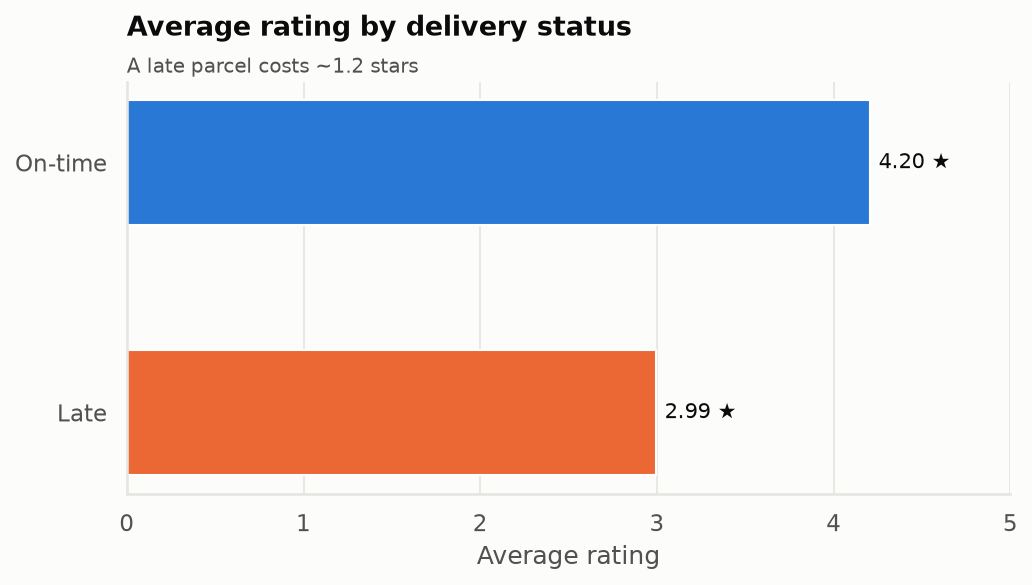 Average rating by delivery status
A late parcel costs ~1.2 stars
On-time
4.20 ★
Late
2.99 ★
0 1 2 3 4 5
Average rating